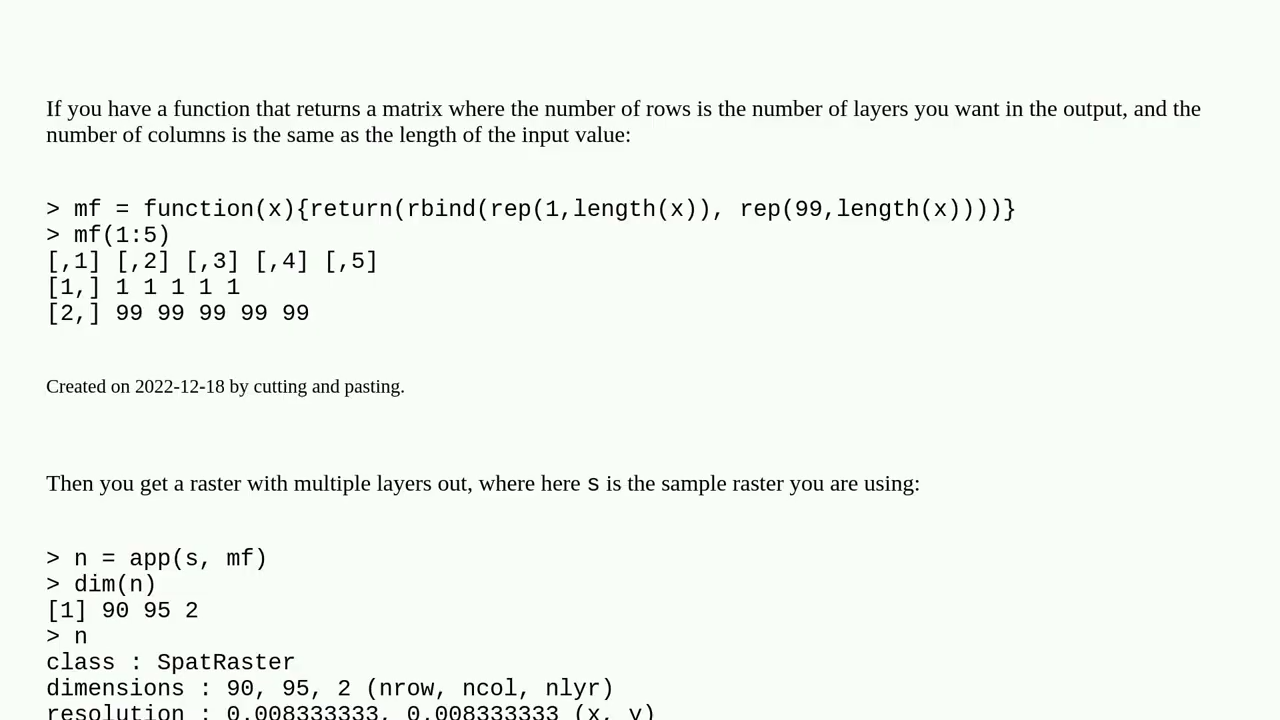 If you have a function that returns a matrix where the number of rows is the number of layers you want in the output, and the
number of columns is the same as the length of the input value:
> mf = function(x){return(rbind(rep(1,length(x)), rep(99,length(x))))}
> mf(1:5)
[,1] [,2] [,3] [,4] [,5]
[1,] 1 1 1 1 1
[2,] 99 99 99 99 99
Created on 2022-12-18 by cutting and pasting.
Then you get a raster with multiple layers out, where here s is the sample raster you are using:
> n = app(s, mf)
> dim(n)
[1] 90 95 2
> n
class : SpatRaster
dimensions : 90, 95, 2 (nrow, ncol, nlyr)
resolution : 0.008333333, 0.008333333 (x, y)